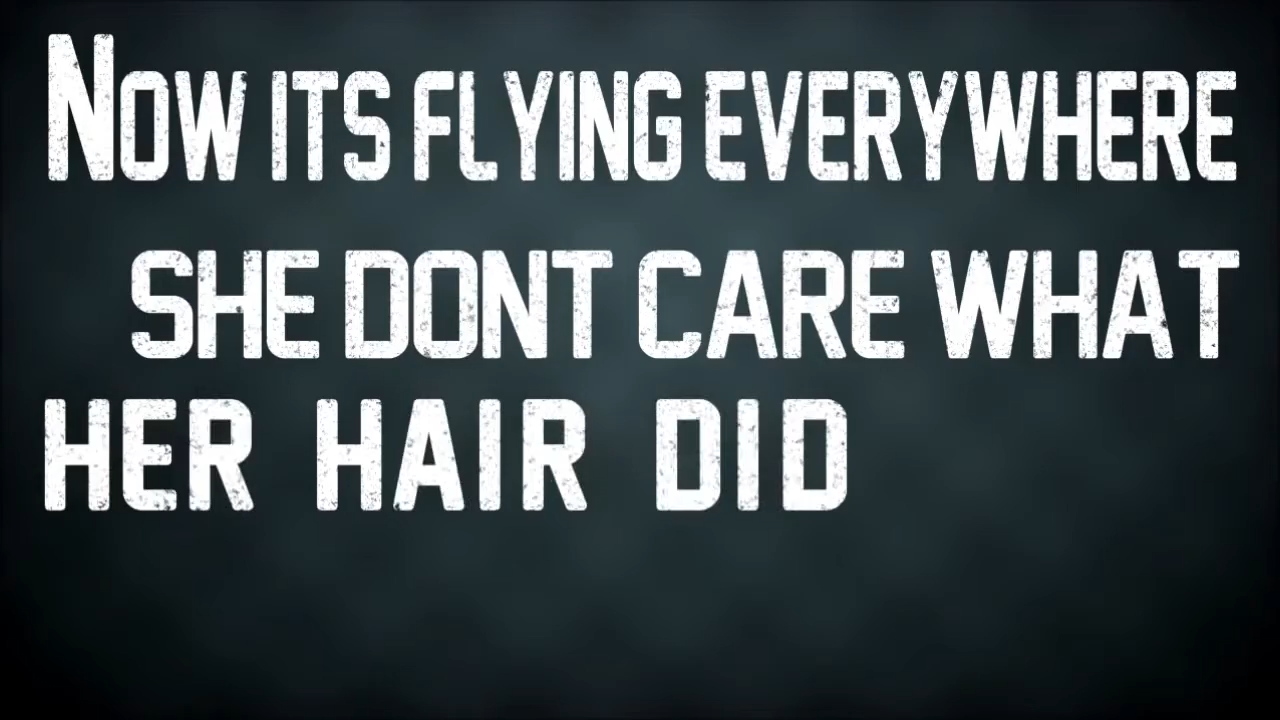 NOW ITS FLYING EVERYWHERE
SHE DONT CARE WHAT
HER HAIR DID